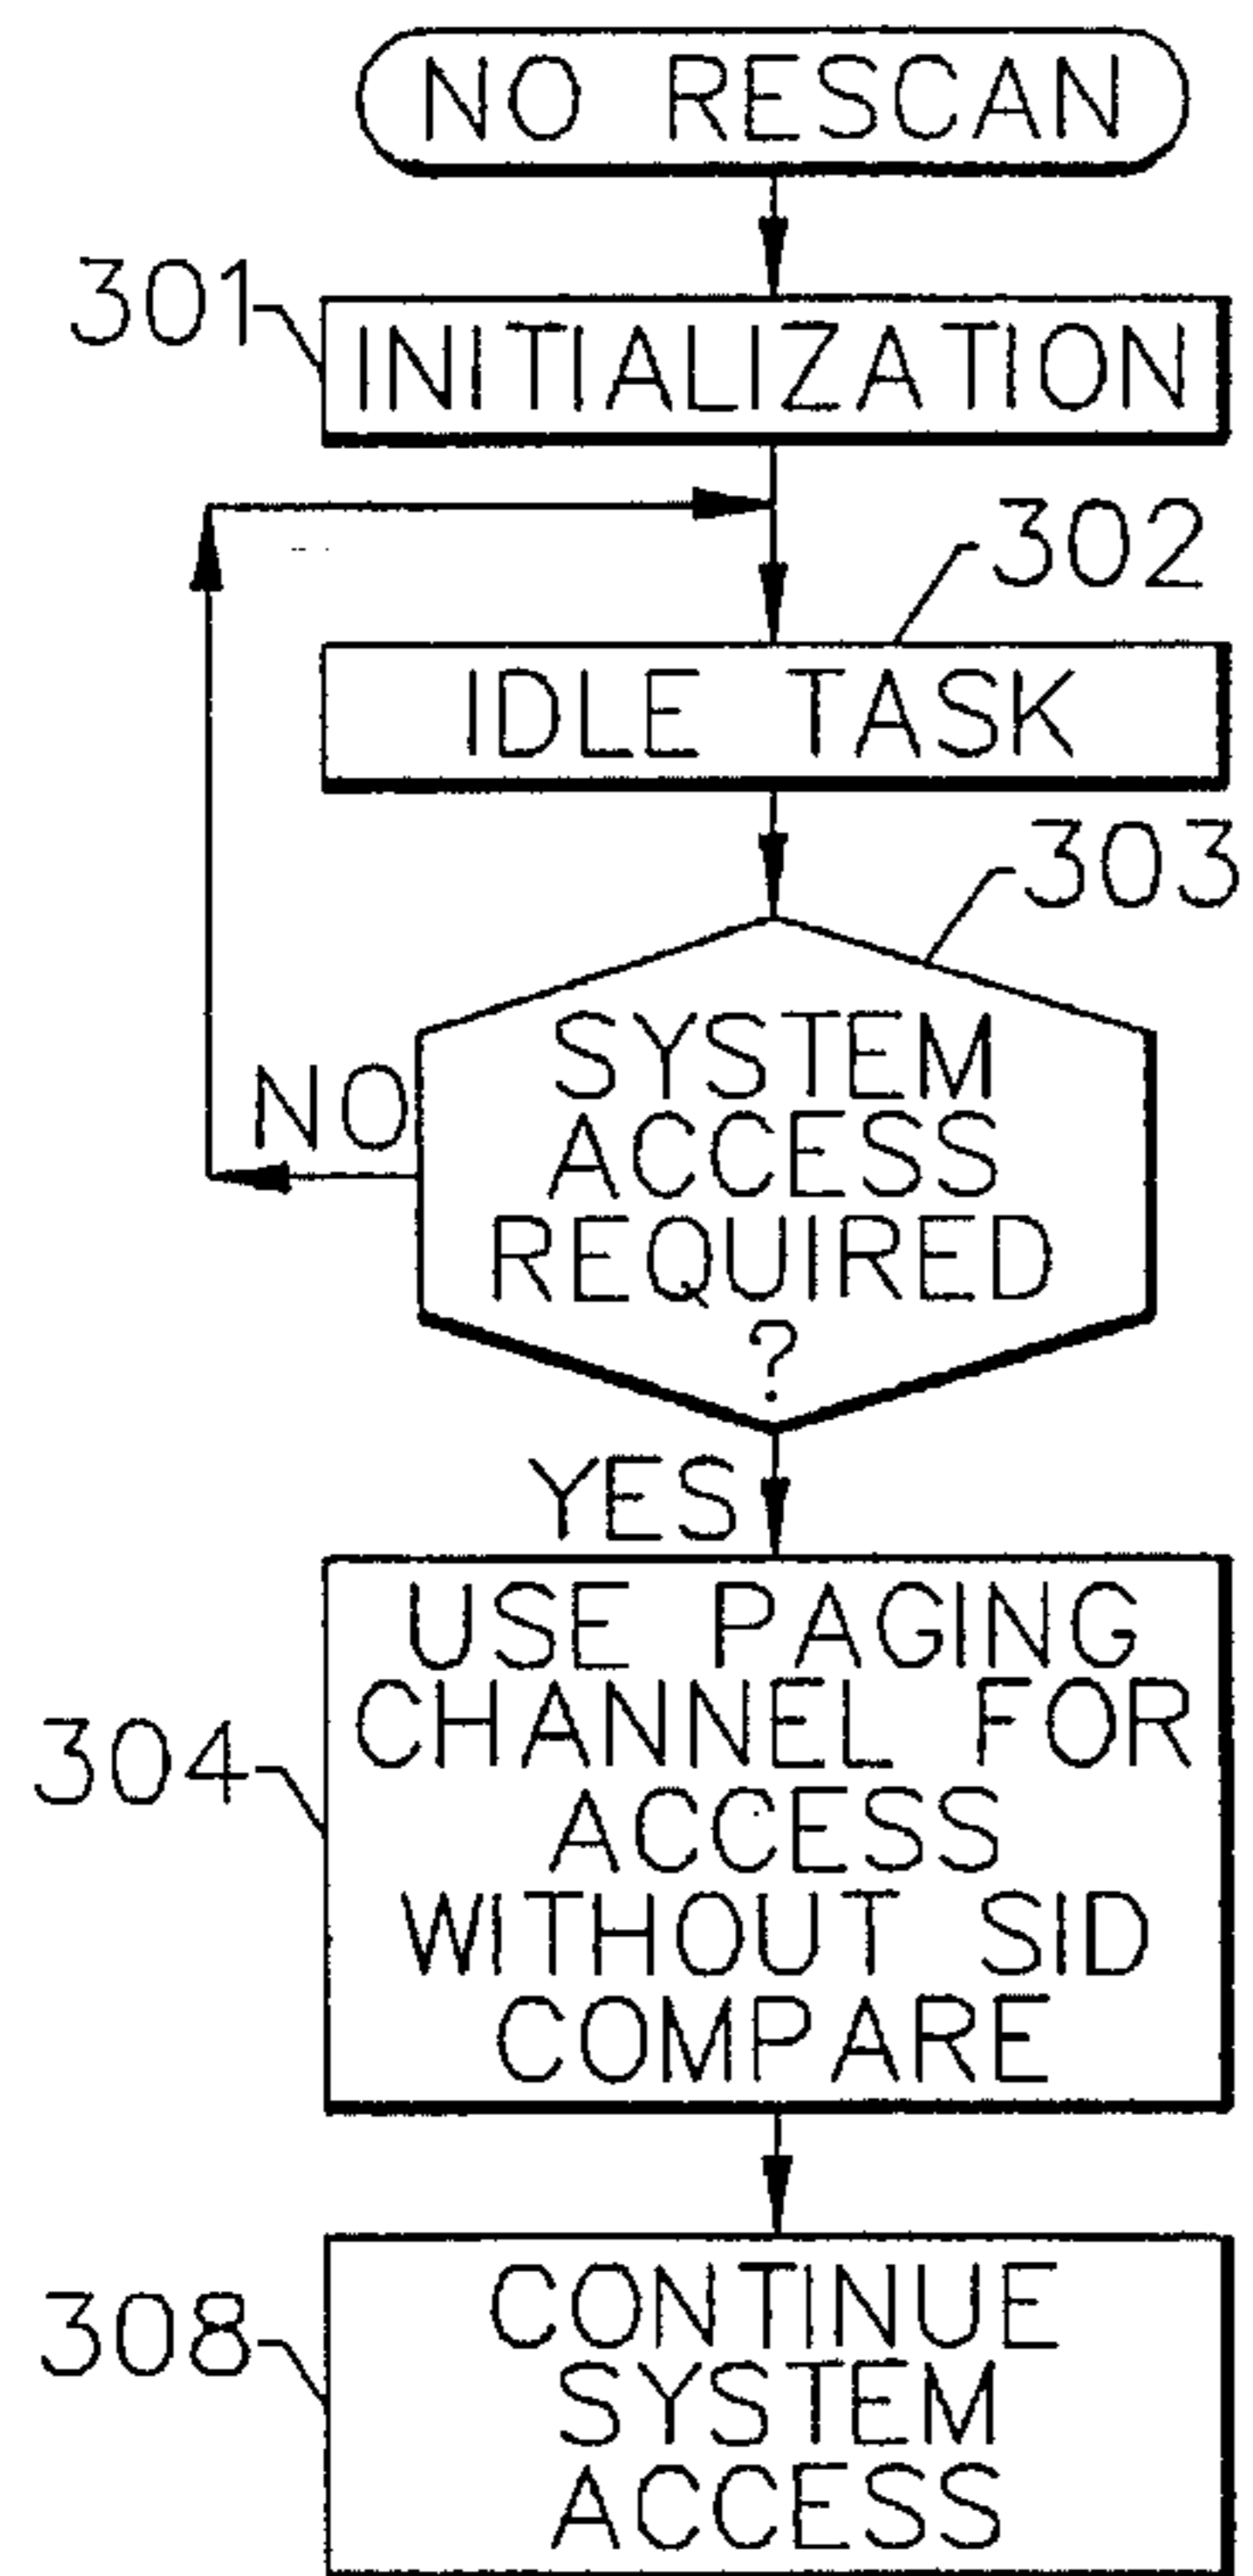 NO RESCAN
301
INITIALIZATION
302
IDLE TASK
303
SYSTEM
ACCESS
REQUIRED
?
NO
YES
304
USE PAGING
CHANNEL FOR
ACCESS
WITHOUT SID
COMPARE
308
CONTINUE
SYSTEM
ACCESS